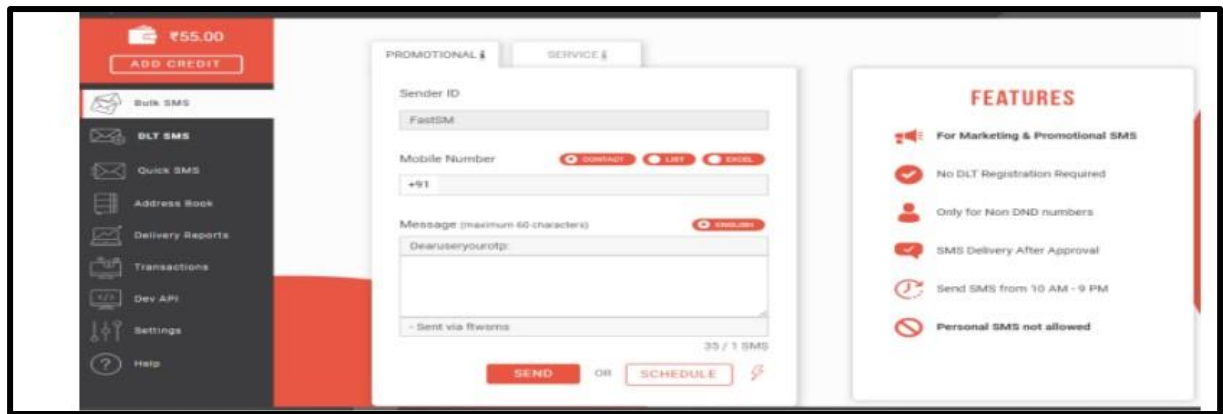 ₹55.00
ADD CREDIT
Bulk SMS
DLT SMS
Quick SMS
Address Book
Delivery Reports
Transactions
Dev API
Settings
Help
PROMOTIONAL
SERVICE
Sender ID
FastSM
Mobile Number
CONTACT LIST EXCEL
+91
Message (maximum 60 characters)
ENGLISH
Dearuseryourotp:
- Sent via ftwsms
35 / 1 SMS
SEND OR SCHEDULE
FEATURES
For Marketing & Promotional SMS
No DLT Registration Required
Only for Non DND numbers
SMS Delivery After Approval
Send SMS from 10 AM - 9 PM
Personal SMS not allowed